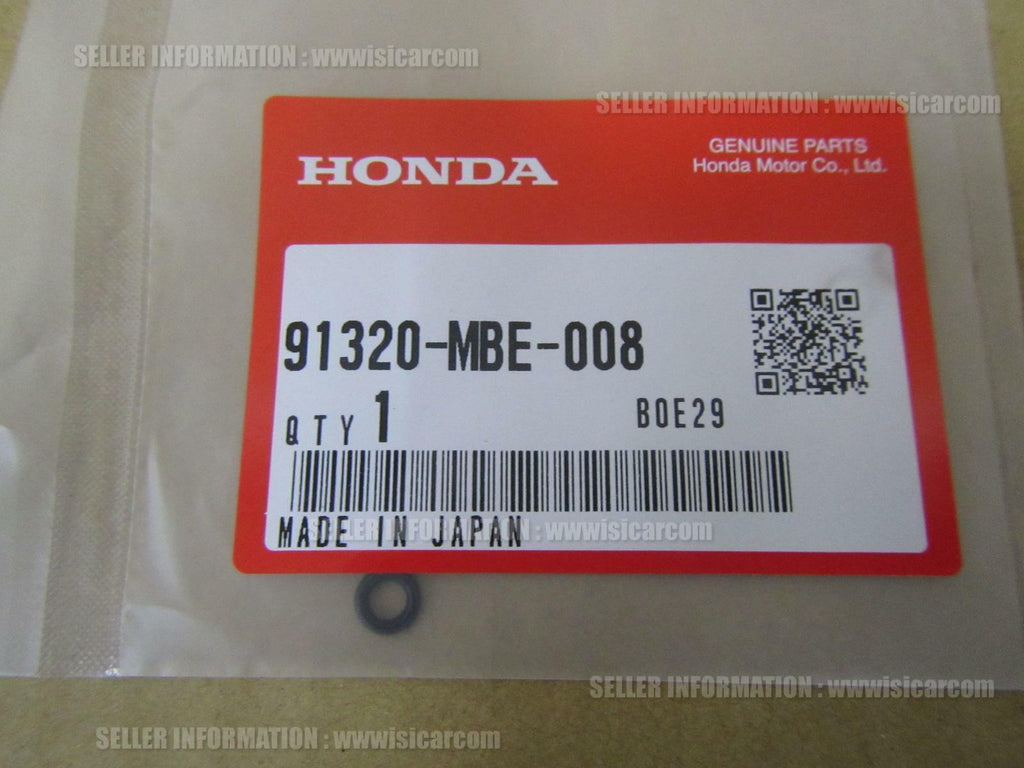 SELLER INFORMATION : wwwisicarcom
SELLER INFORMATION : wwwisicarcom
GENUINE PARTS
HONDA
Honda Motor Co., Ltd.
91320-MBE-008
QTY 1
B0E29
MADE IN JAPAN
SELLER INFORMATION : wwwisicarcom
SELLER INFORMATION : wwwisicarcom
SELLER INFORMATION : wwwisicarcom